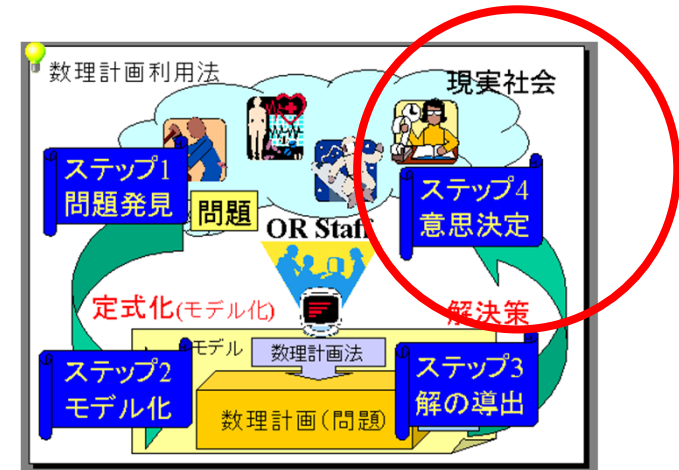 数理計画利用法
現実社会
ステップ1
問題発見
問題
ステップ4
意思決定
OR Staff
定式化(モデル化)
解決策
モデル
数理計画法
ステップ2
モデル化
ステップ3
解の導出
数理計画(問題)